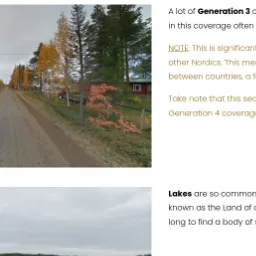 A lot of Generation 3
in this coverage often
NOTE: This is significan
other Nordics. This mea
between countries, a f
Take note that this sec
Generation 4 coverag
Lakes are so common
known as the Land of
long to find a body of